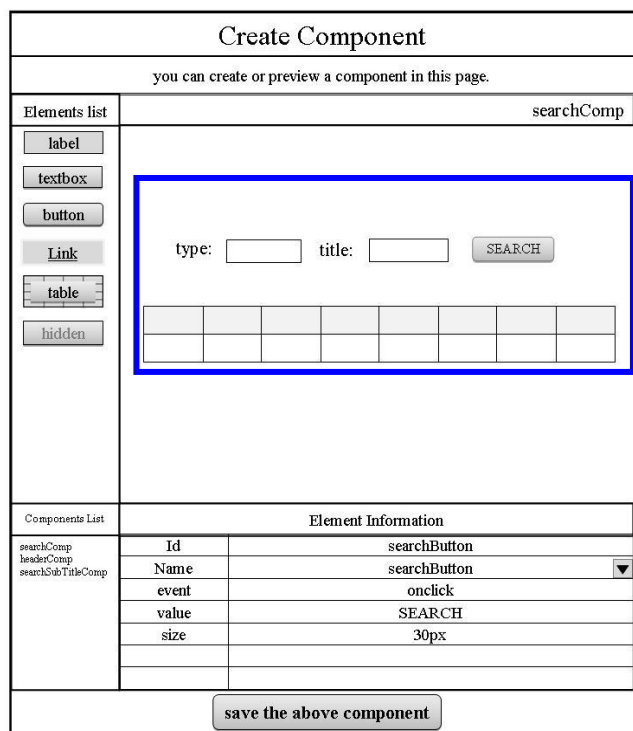 Create Component
you can create or preview a component in this page.
Elements list
searchComp
label
textbox
button
Link
table
hidden
type:
title:
SEARCH
Components List
Element Information
searchComp
headerComp
searchSubTitleComp
Id searchButton
Name searchButton
event onclick
value SEARCH
size 30px
save the above component